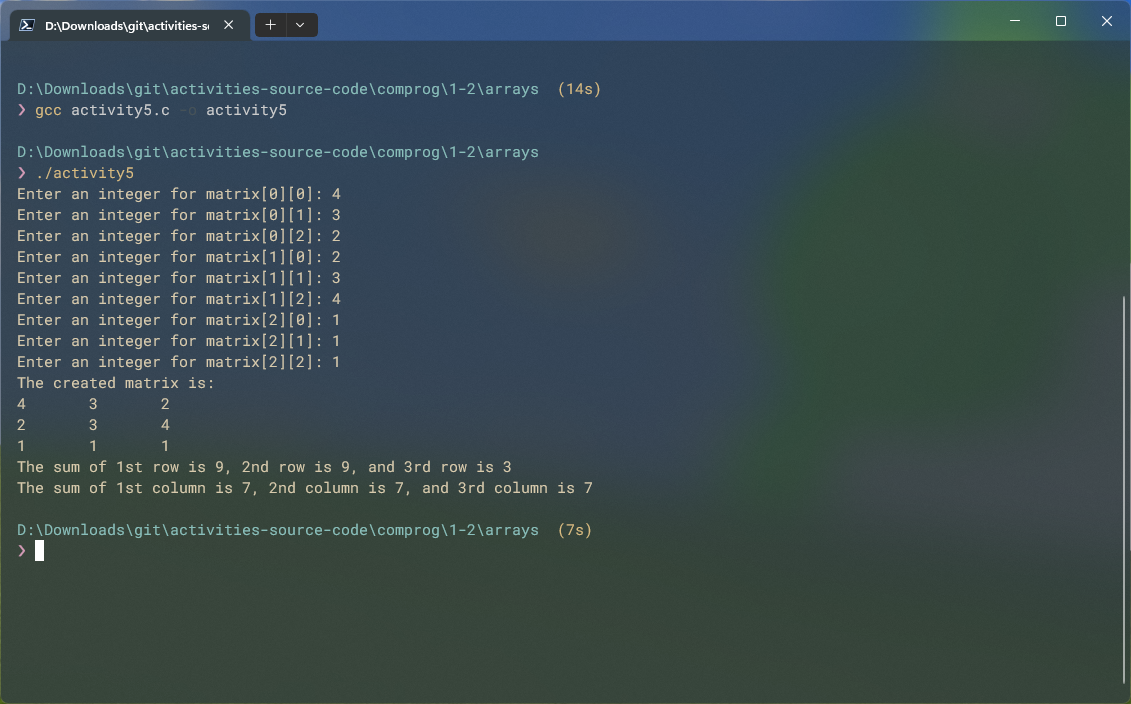 D:\Downloads\git\activities-s
D:\Downloads\git\activities-source-code\comprog\1-2\arrays (14s)
❯ gcc activity5.c -o activity5
D:\Downloads\git\activities-source-code\comprog\1-2\arrays
❯ ./activity5
Enter an integer for matrix[0][0]: 4
Enter an integer for matrix[0][1]: 3
Enter an integer for matrix[0][2]: 2
Enter an integer for matrix[1][0]: 2
Enter an integer for matrix[1][1]: 3
Enter an integer for matrix[1][2]: 4
Enter an integer for matrix[2][0]: 1
Enter an integer for matrix[2][1]: 1
Enter an integer for matrix[2][2]: 1
The created matrix is:
4 3 2
2 3 4
1 1 1
The sum of 1st row is 9, 2nd row is 9, and 3rd row is 3
The sum of 1st column is 7, 2nd column is 7, and 3rd column is 7
D:\Downloads\git\activities-source-code\comprog\1-2\arrays (7s)
❯